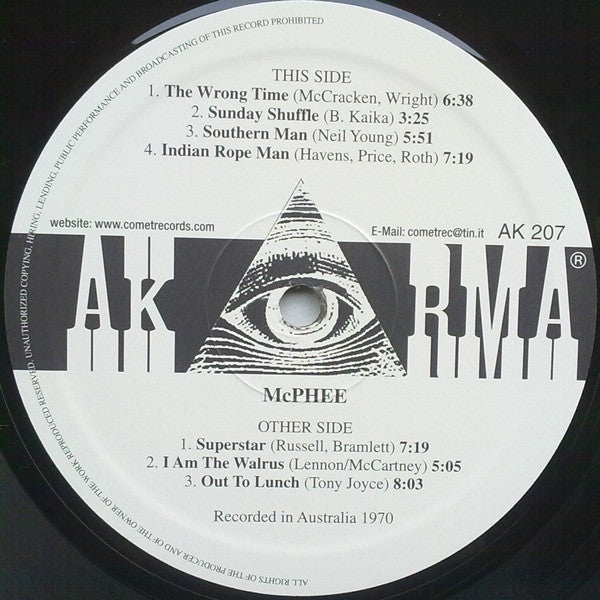 THIS SIDE
1. The Wrong Time (McCracken, Wright) 6:38
2. Sunday Shuffle (B. Kaika) 3:25
3. Southern Man (Neil Young) 5:51
4. Indian Rope Man (Havens, Price, Roth) 7:19
website: www.cometrecords.com
E-Mail: cometrec@tin.it AK 207
AK RMA ®
McPHEE
OTHER SIDE
1. Superstar (Russell, Bramlett) 7:19
2. I Am The Walrus (Lennon/McCartney) 5:05
3. Out To Lunch (Tony Joyce) 8:03
Recorded in Australia 1970
ALL RIGHTS OF THE PRODUCER AND OF THE OWNER OF THE WORK REPRODUCED RESERVED. UNAUTHORIZED COPYING, HIRING, LENDING, PUBLIC PERFORMANCE AND BROADCASTING OF THIS RECORD PROHIBITED